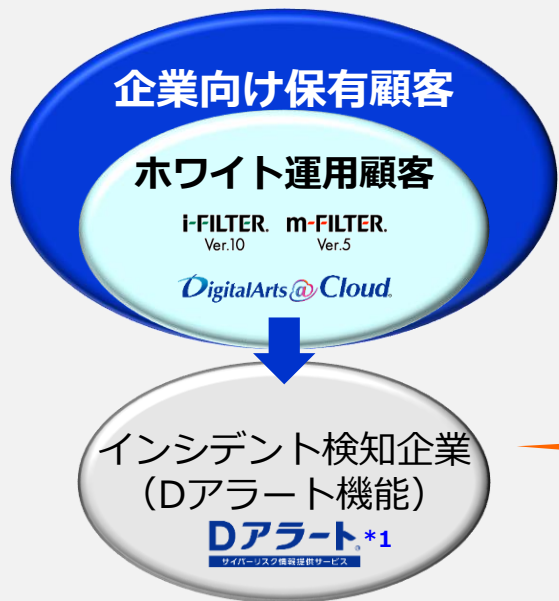 企業向け保有顧客
ホワイト運用顧客
i-FILTER. m-FILTER.
Ver.10 Ver.5
DigitalArts@Cloud.
インシデント検知企業
（Dアラート機能）
Dアラート®*1
サイバーリスク情報提供サービス